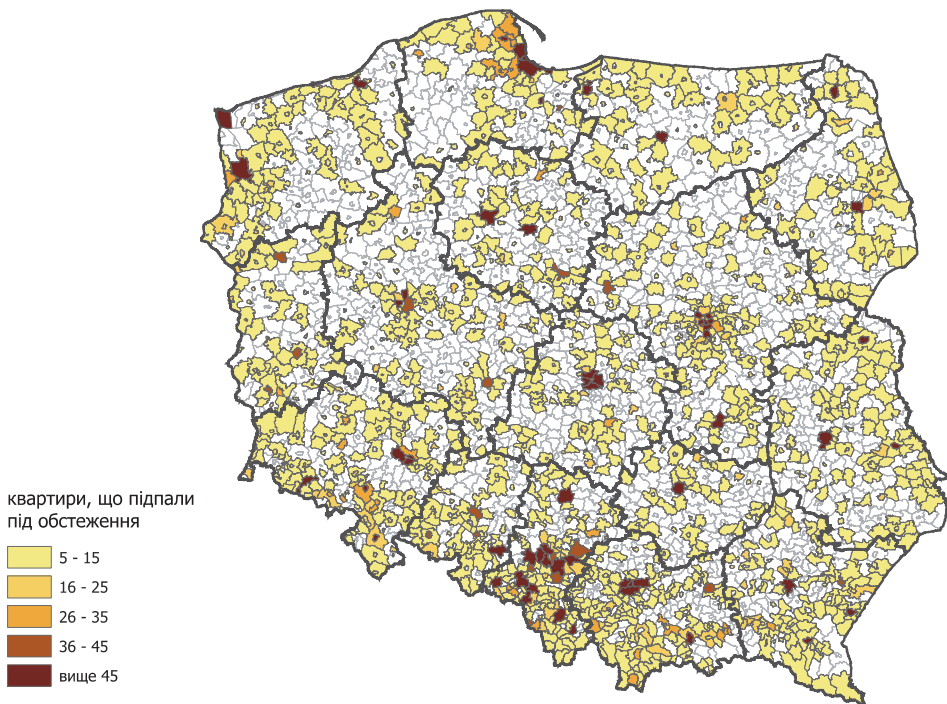 квартири, що підпали
під обстеження
5 - 15
16 - 25
26 - 35
36 - 45
вище 45